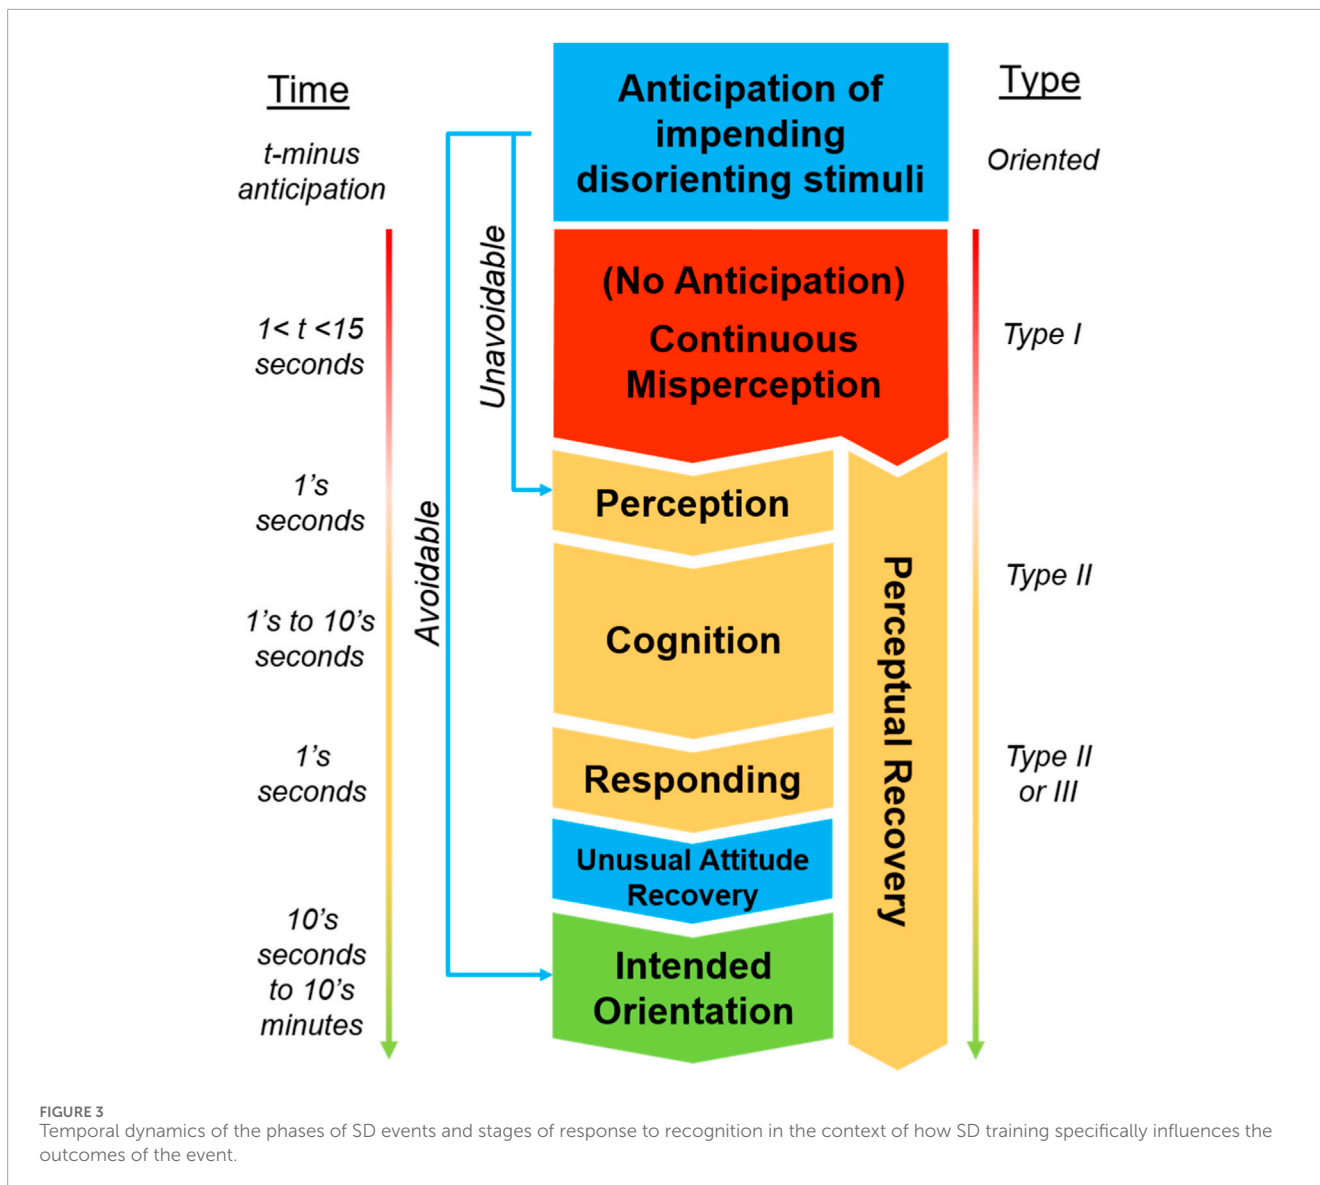 Time
t-minus
anticipation
1< t <15
seconds
1's
seconds
1's to 10's
seconds
1's
seconds
10's
seconds
to 10's
minutes
Avoidable
Unavoidable
Anticipation of
impending
disorienting stimuli
(No Anticipation)
Continuous
Misperception
Perception
Cognition
Responding
Unusual Attitude
Recovery
Intended
Orientation
Perceptual Recovery
Type
Oriented
Type I
Type II
Type II
or III
FIGURE 3
Temporal dynamics of the phases of SD events and stages of response to recognition in the context of how SD training specifically influences the
outcomes of the event.